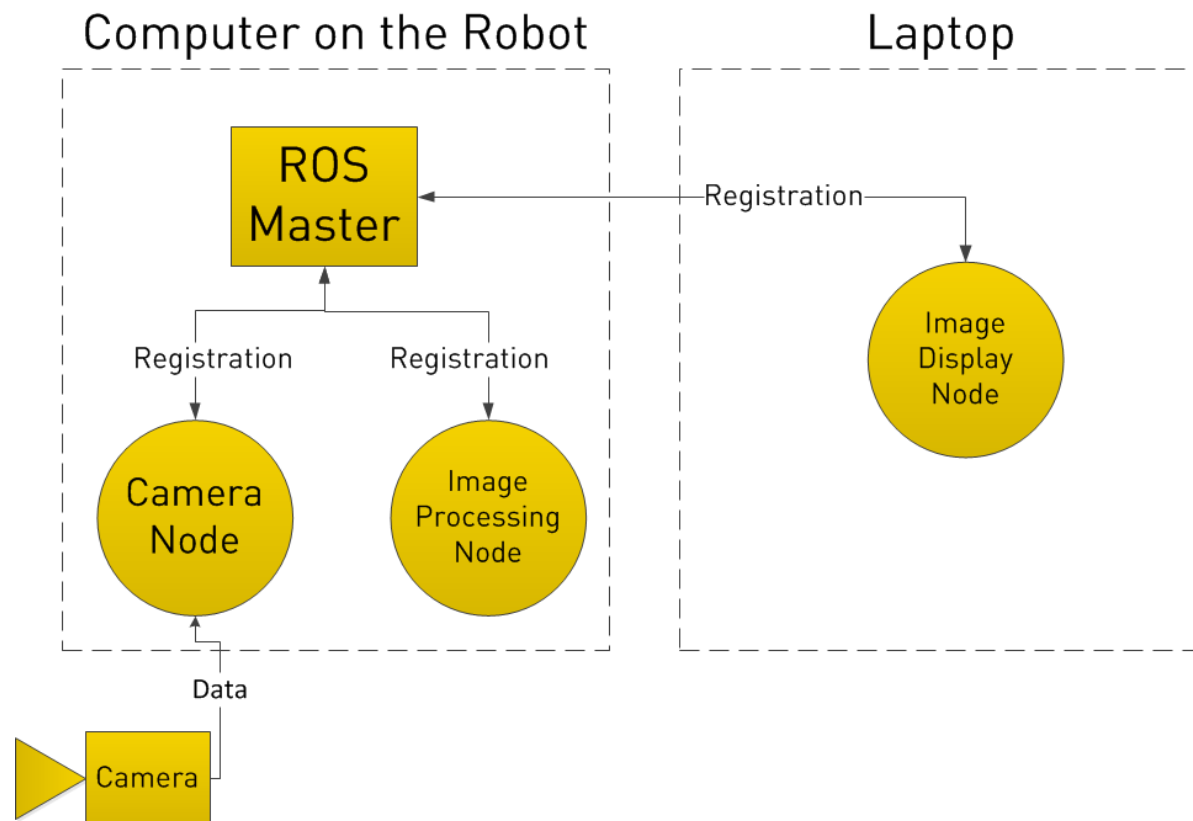 Computer on the Robot
Laptop
ROS
Master
Registration
Image
Display
Node
Registration
Registration
Camera
Node
Image
Processing
Node
Data
Camera